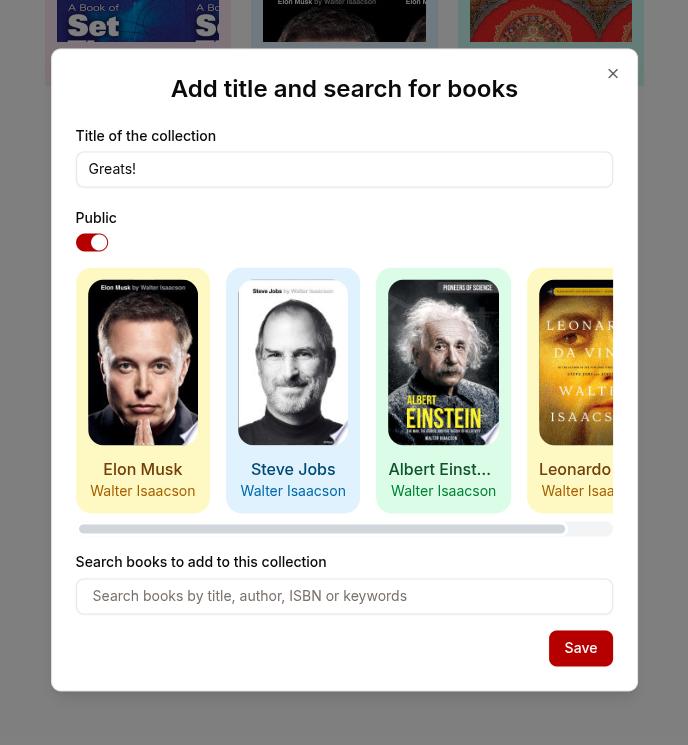 A Book of
Set
Elon Musk by Walter Isaacson
Elon M
Add title and search for books
Title of the collection
Greats!
Public
Elon Musk by Walter Isaacson
Elon Musk
Walter Isaacson
Steve Jobs by Walter Isaacson
Steve Jobs
Walter Isaacson
PIONEERS OF SCIENCE
ALBERT
EINSTEIN
WALTER ISAACSON
Albert Einst...
Walter Isaacson
LEONAR
DA VIN
WALTE
ISAACS
Leonardo
Walter Isaa
Search books to add to this collection
Search books by title, author, ISBN or keywords
Save